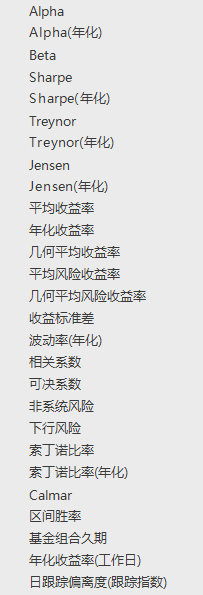 Alpha
Alpha(年化)
Beta
Sharpe
Sharpe(年化)
Treynor
Treynor(年化)
Jensen
Jensen(年化)
平均收益率
年化收益率
几何平均收益率
平均风险收益率
几何平均风险收益率
收益标准差
波动率(年化)
相关系数
可决系数
非系统风险
下行风险
索丁诺比率
索丁诺比率(年化)
Calmar
区间胜率
基金组合久期
年化收益率(工作日)
日跟踪偏离度(跟踪指数)